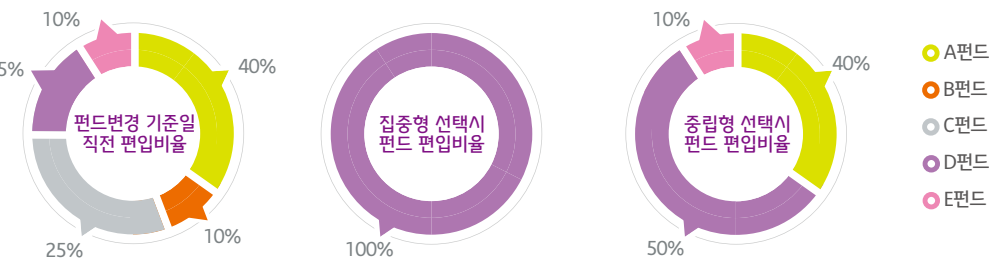 10%
40%
5%
펀드변경 기준일
직전 편입비율
25%
10%
집중형 선택시
펀드 편입비율
100%
10%
40%
중립형 선택시
펀드 편입비율
50%
A펀드
B펀드
C펀드
D펀드
E펀드